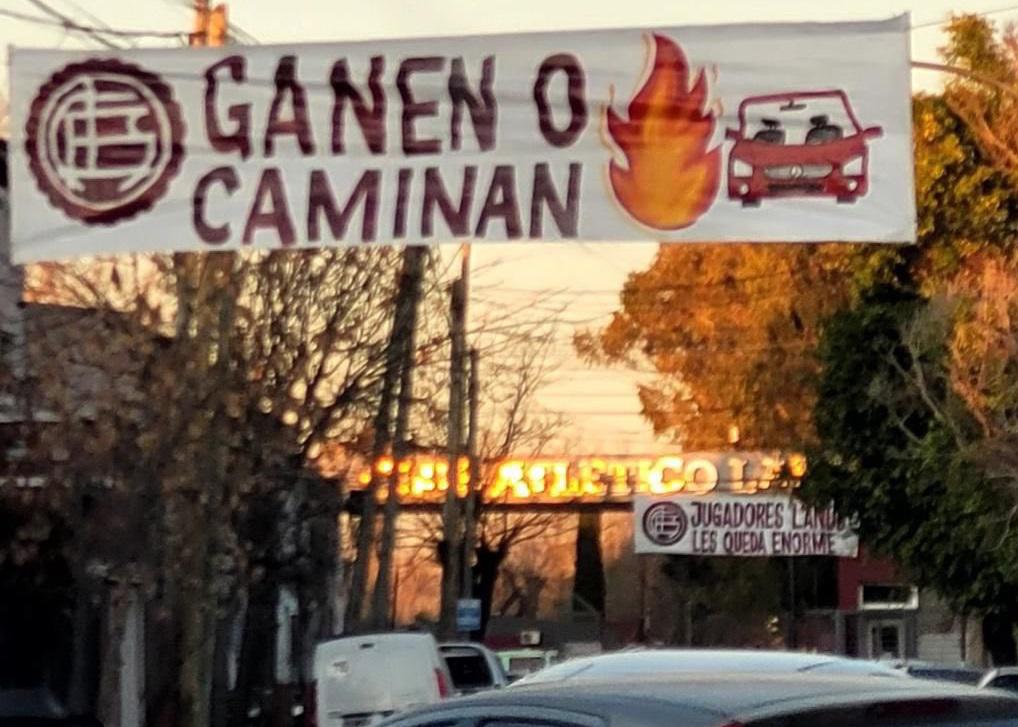 GANEN O
CAMINAN
ATLETICO
JUGADORES
LES QUEDA ENORME